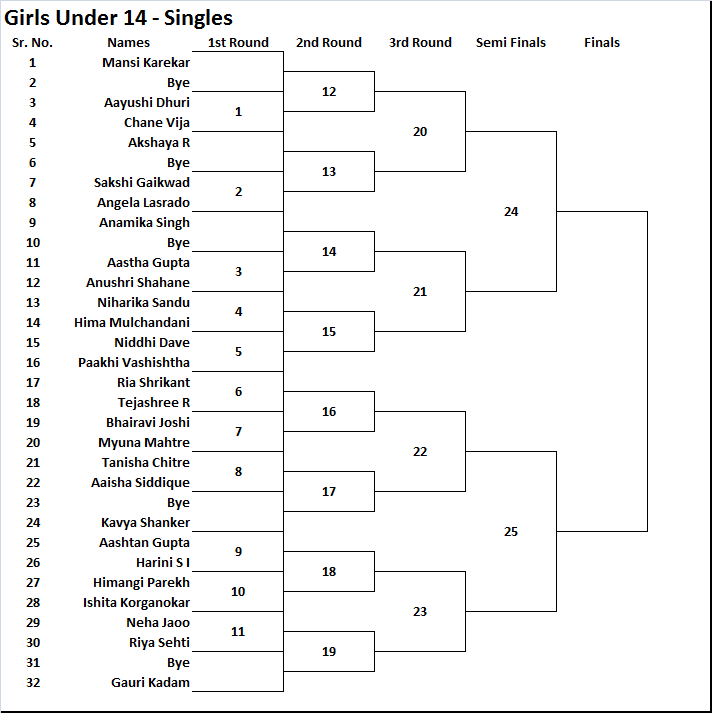 Girls Under 14 - Singles
Sr. No. Names 1st Round 2nd Round 3rd Round Semi Finals Finals
1 Mansi Karekar
2 Bye 12
3 Aayushi Dhuri
1
4 Chane Vija 20
5 Akshaya R
6 Bye 13
7 Sakshi Gaikwad
2
8 Angela Lasrado 24
9 Anamika Singh
10 Bye 14
11 Aastha Gupta
3
12 Anushri Shahane 21
13 Niharika Sandu
4
14 Hima Mulchandani 15
15 Niddhi Dave
5
16 Paakhi Vashishtha
17 Ria Shrikant
6
18 Tejashree R 16
19 Bhairavi Joshi
7
20 Myuna Mahtre 22
21 Tanisha Chitre
8
22 Aaisha Siddique 17
23 Bye
24 Kavya Shanker 25
25 Aashtan Gupta
9
26 Harini S I 18
27 Himangi Parekh
10
28 Ishita Korganokar 23
29 Neha Jaoo
11
30 Riya Sehti 19
31 Bye
32 Gauri Kadam